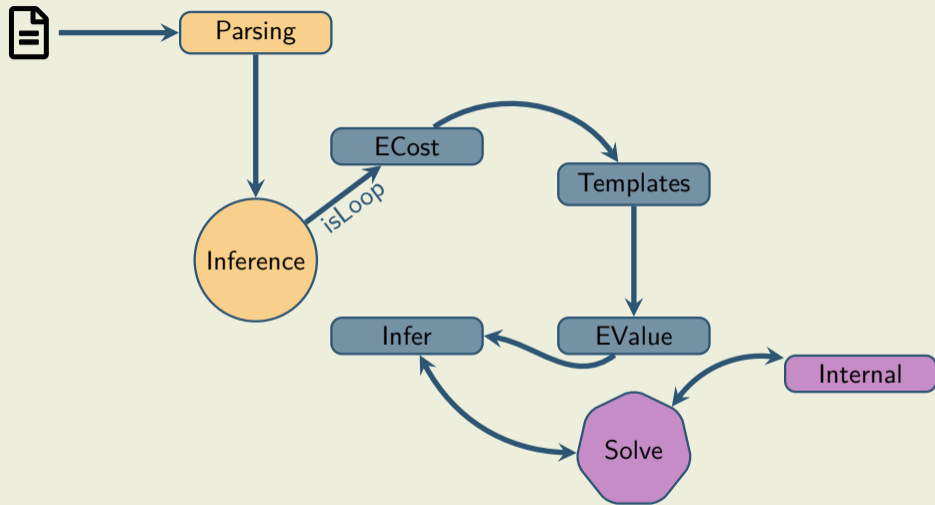 Parsing
ECost
isLoop
Templates
Inference
Infer
EValue
Internal
Solve